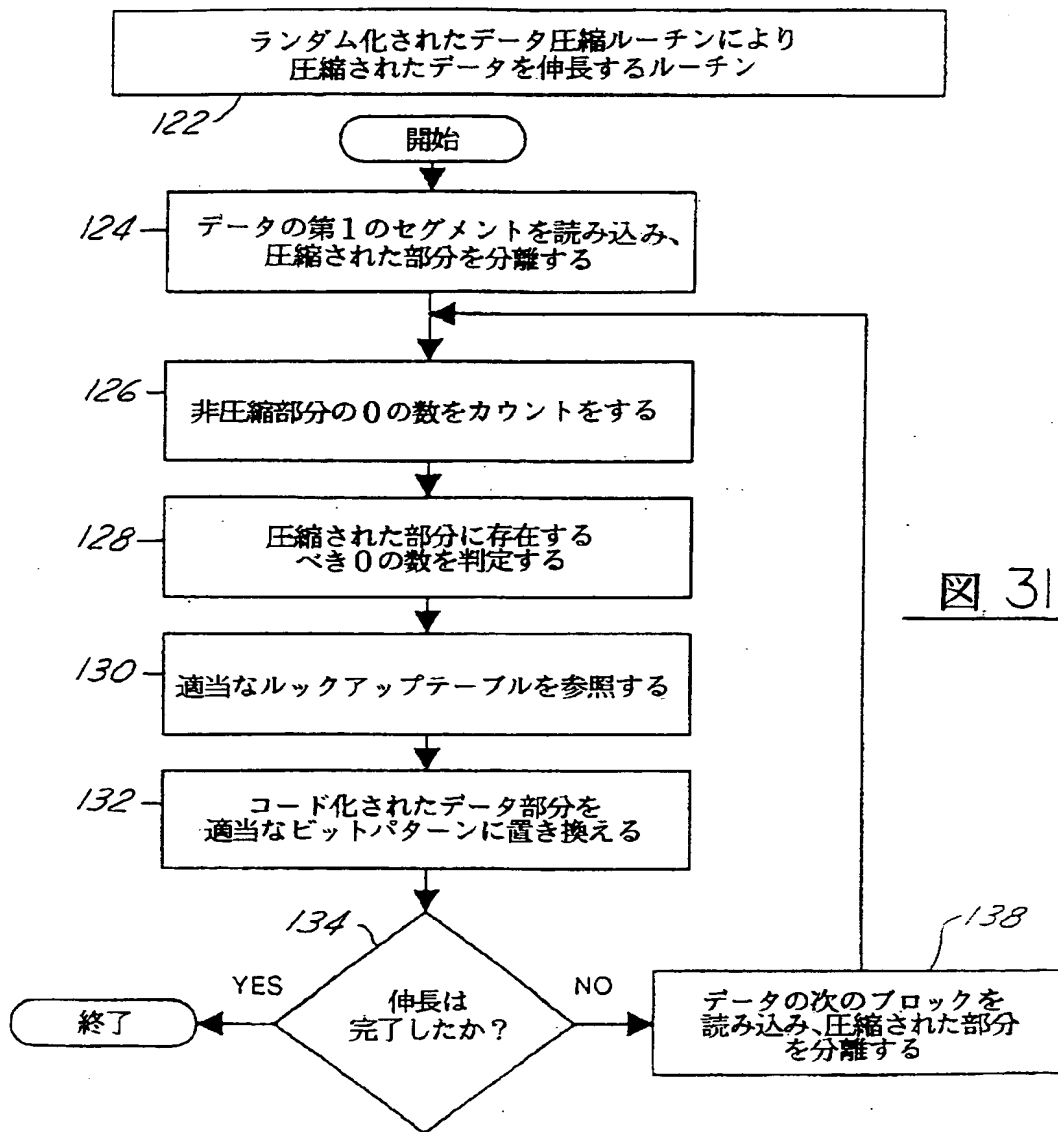 ランダム化されたデータ圧縮ルーチンにより
圧縮されたデータを伸長するルーチン
122
開始
124
データの第1のセグメントを読み込み、
圧縮された部分を分離する
126
非圧縮部分の0の数をカウントをする
128
圧縮された部分に存在する
べき0の数を判定する
図 31
130
適当なルックアップテーブルを参照する
132
コード化されたデータ部分を
適当なビットパターンに置き換える
134
138
YES
NO
終了
伸長は
完了したか?
データの次のブロックを
読み込み、圧縮された部分
を分離する